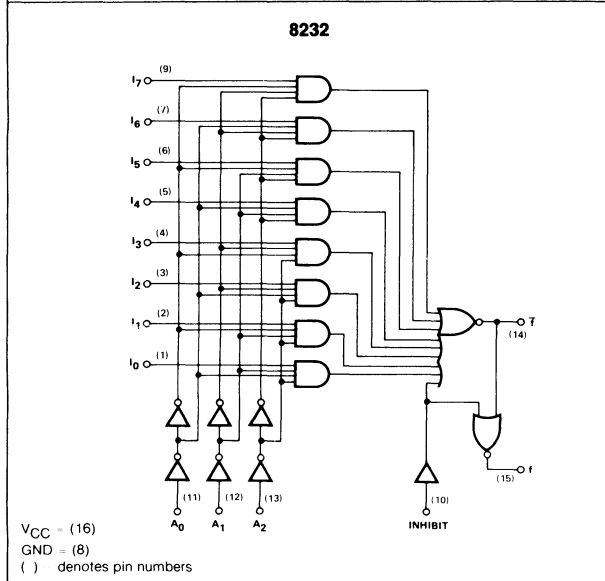 8232
I7 (9)
I6 (7)
I5 (6)
I4 (5)
I3 (4)
I2 (3)
I1 (2)
I0 (1)
f̅
(14)
f
(15)
(11) (12) (13) (10)
A0 A1 A2 INHIBIT
VCC = (16)
GND = (8)
( ) denotes pin numbers